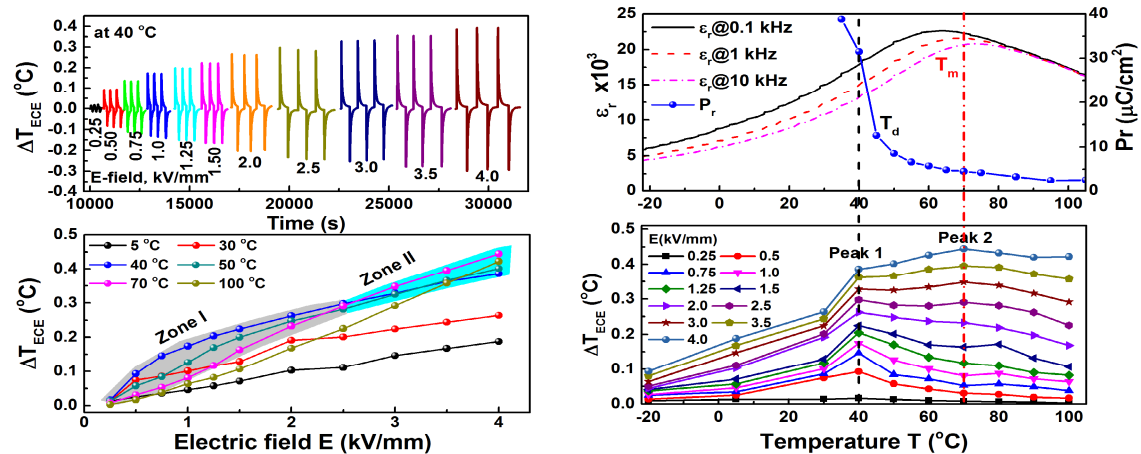 at 40 °C
0.4
0.3
0.2
0.1
0.0
-0.1
-0.2
-0.3
-0.4
ΔT_ECE (°C)
0.25
0.50
0.75
1.0
1.25
1.50
2.0
2.5
3.0
3.5
4.0
E-field, kV/mm
10000 15000 20000 25000 30000
Time (s)
25
20
15
10
5
0
ε_r x10³
ε_r@0.1 kHz
ε_r@1 kHz
ε_r@10 kHz
P_r
T_m
T_d
40
30
20
10
0
Pr (μC/cm²)
-20 0 20 40 60 80 100
0.5
0.4
0.3
0.2
0.1
0.0
ΔT_ECE (°C)
5 °C 30 °C
40 °C 50 °C
70 °C 100 °C
Zone I
Zone II
0 1 2 3 4
Electric field E (kV/mm)
0.5
0.4
0.3
0.2
0.1
0.0
ΔT_ECE (°C)
E(kV/mm)
0.25 0.5
0.75 1.0
1.25 1.5
2.0 2.5
3.0 3.5
4.0
Peak 1
Peak 2
-20 0 20 40 60 80 100
Temperature T (°C)